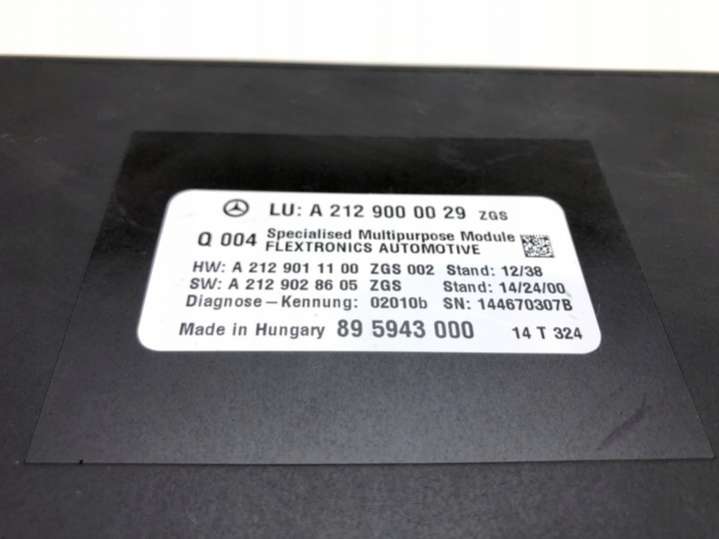 LU: A 212 900 00 29 ZGS
Q 004 Specialised Multipurpose Module
FLEXTRONICS AUTOMOTIVE
HW: A 212 901 11 00 ZGS 002 Stand: 12/38
SW: A 212 902 86 05 ZGS Stand: 14/24/00
Diagnose-Kennung: 02010b SN: 144670307B
Made in Hungary 89 5943 000 14 T 324